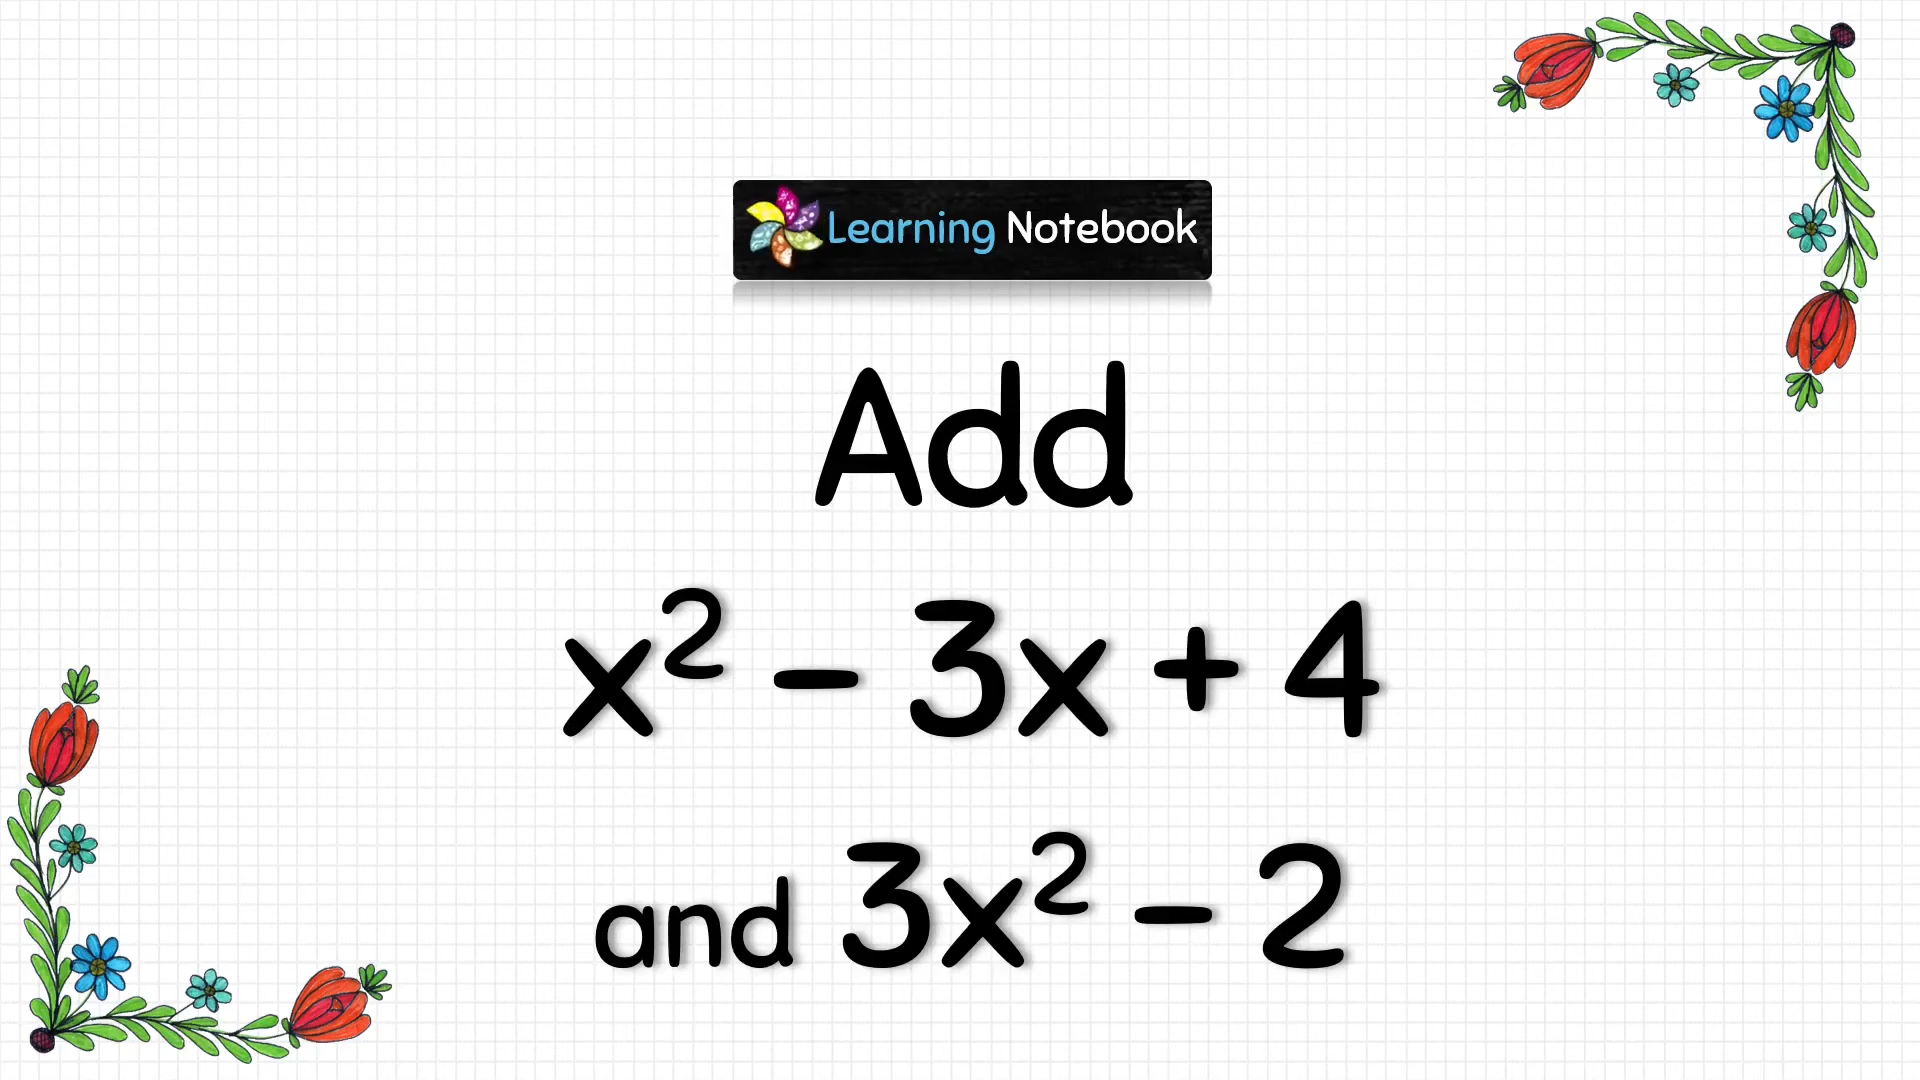 Learning Notebook
Add
x² – 3x + 4
and 3x² – 2